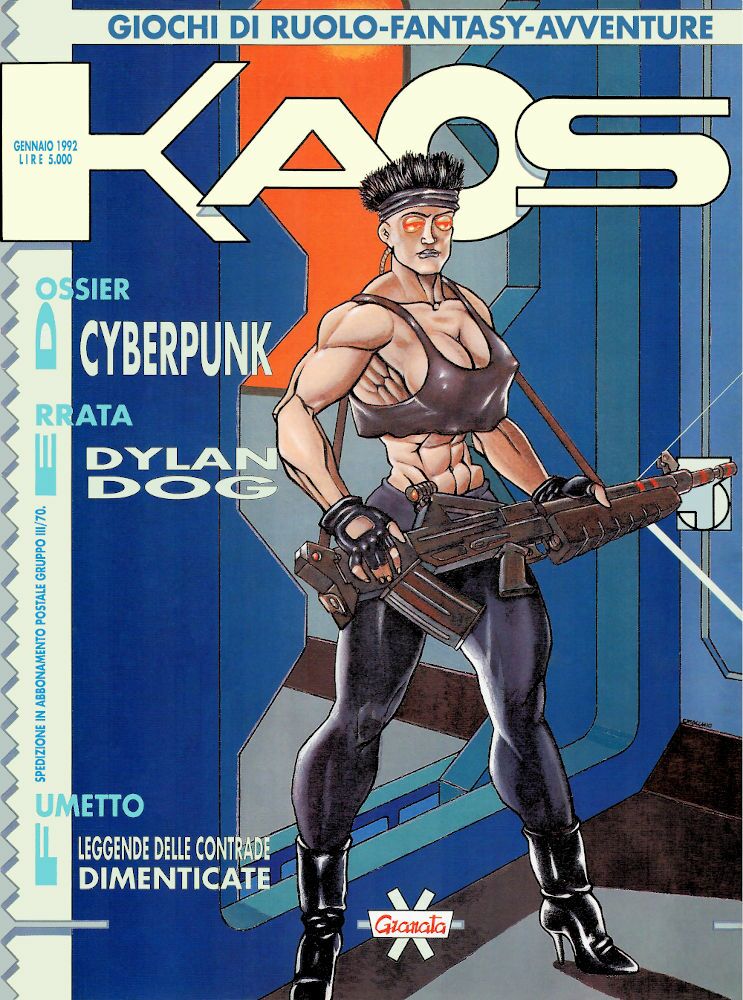 GIOCHI DI RUOLO-FANTASY-AVVENTURE
KAOS
GENNAIO 1992
LIRE 5.000
DOSSIER
CYBERPUNK
ERRATA
DYLAN
DOG
5
SPEDIZIONE IN ABBONAMENTO POSTALE GRUPPO III/70.
FUMETTO
LEGGENDE DELLE CONTRADE
DIMENTICATE
Granata